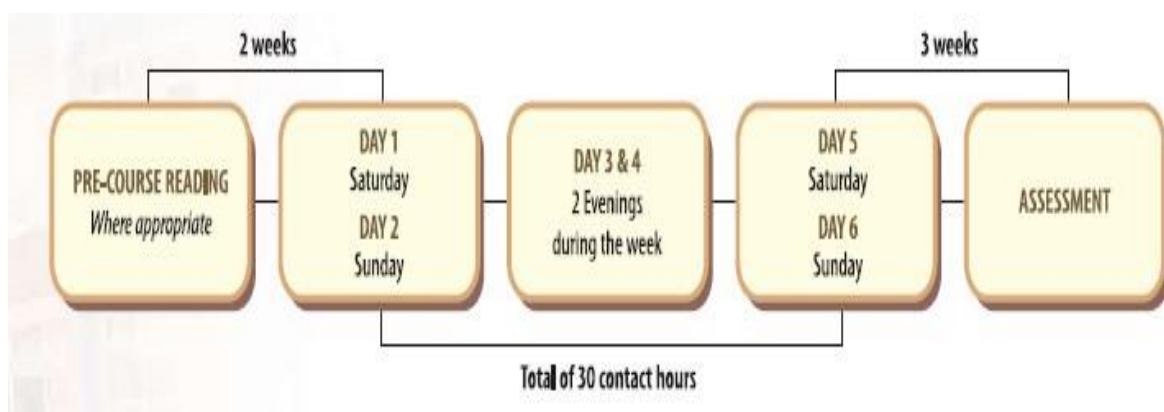 2 weeks
3 weeks
PRE-COURSE READING
Where appropriate
DAY 1
Saturday
DAY 2
Sunday
DAY 3 & 4
2 Evenings
during the week
DAY 5
Saturday
DAY 6
Sunday
ASSESSMENT
Total of 30 contact hours